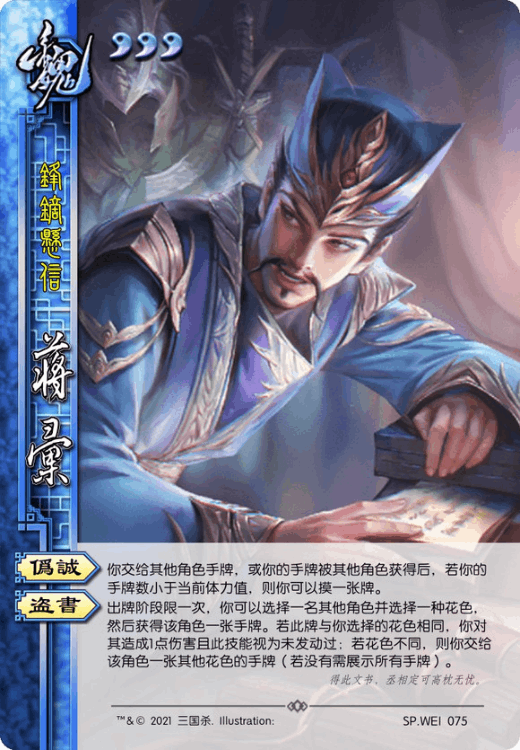 魏
鋒鏑懸信
蔣彙
僞誠
你交给其他角色手牌，或你的手牌被其他角色获得后，若你的
手牌数小于当前体力值，则你可以摸一张牌。
盗書
出牌阶段限一次，你可以选择一名其他角色并选择一种花色，
然后获得该角色一张手牌。若此牌与你选择的花色相同，你对
其造成1点伤害且此技能视为未发动过；若花色不同，则你交给
该角色一张其他花色的手牌（若没有需展示所有手牌）。
得此文书，丞相定可高枕无忧。
™&© 2021 三国杀. Illustration:
SP.WEI 075